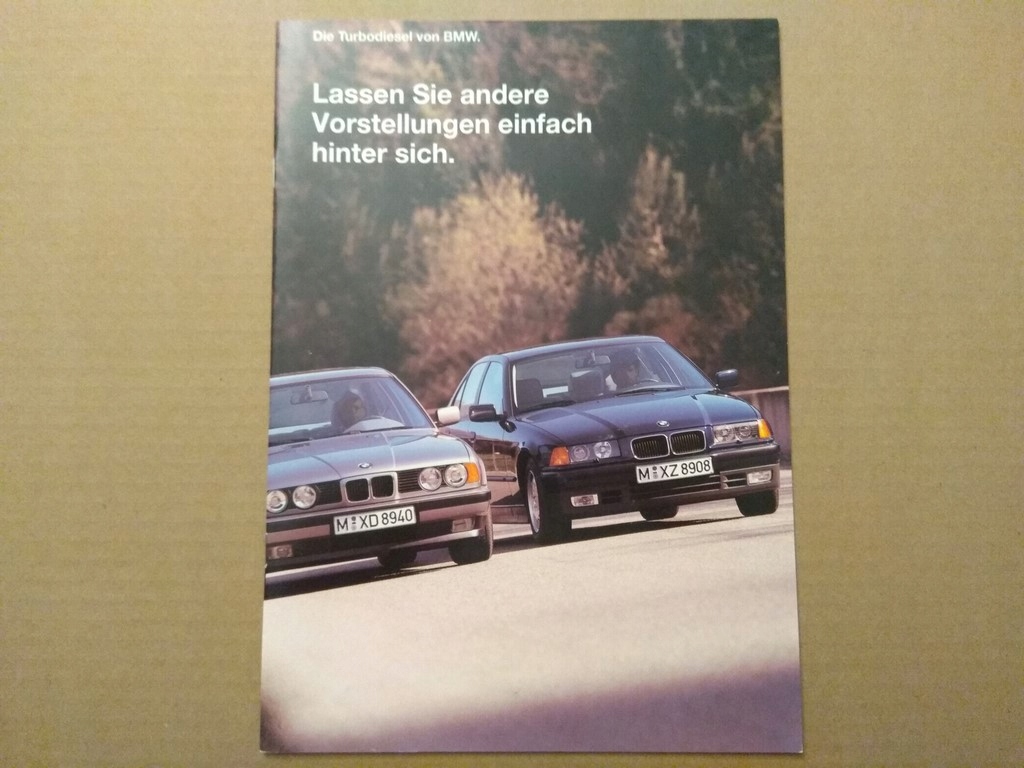 Die Turbodiesel von BMW.
Lassen Sie andere
Vorstellungen einfach
hinter sich.
M XZ 8908
M XD 8940